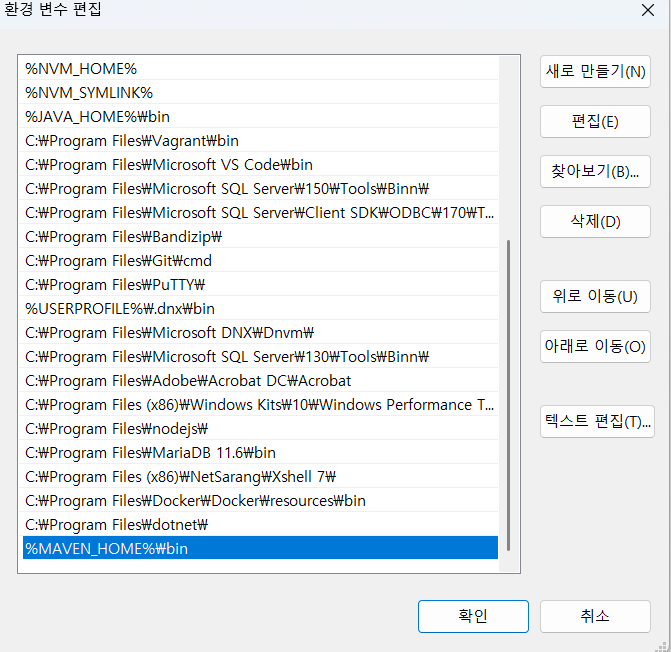 환경 변수 편집
%NVM_HOME%
%NVM_SYMLINK%
%JAVA_HOME%₩bin
C:₩Program Files₩Vagrant₩bin
C:₩Program Files₩Microsoft VS Code₩bin
C:₩Program Files₩Microsoft SQL Server₩150₩Tools₩Binn₩
C:₩Program Files₩Microsoft SQL Server₩Client SDK₩ODBC₩170₩T...
C:₩Program Files₩Bandizip₩
C:₩Program Files₩Git₩cmd
C:₩Program Files₩PuTTY₩
%USERPROFILE%₩.dnx₩bin
C:₩Program Files₩Microsoft DNX₩Dnvm₩
C:₩Program Files₩Microsoft SQL Server₩130₩Tools₩Binn₩
C:₩Program Files₩Adobe₩Acrobat DC₩Acrobat
C:₩Program Files (x86)₩Windows Kits₩10₩Windows Performance T...
C:₩Program Files₩nodejs₩
C:₩Program Files₩MariaDB 11.6₩bin
C:₩Program Files (x86)₩NetSarang₩Xshell 7₩
C:₩Program Files₩Docker₩Docker₩resources₩bin
C:₩Program Files₩dotnet₩
%MAVEN_HOME%₩bin
새로 만들기(N)
편집(E)
찾아보기(B)...
삭제(D)
위로 이동(U)
아래로 이동(O)
텍스트 편집(T)...
확인
취소